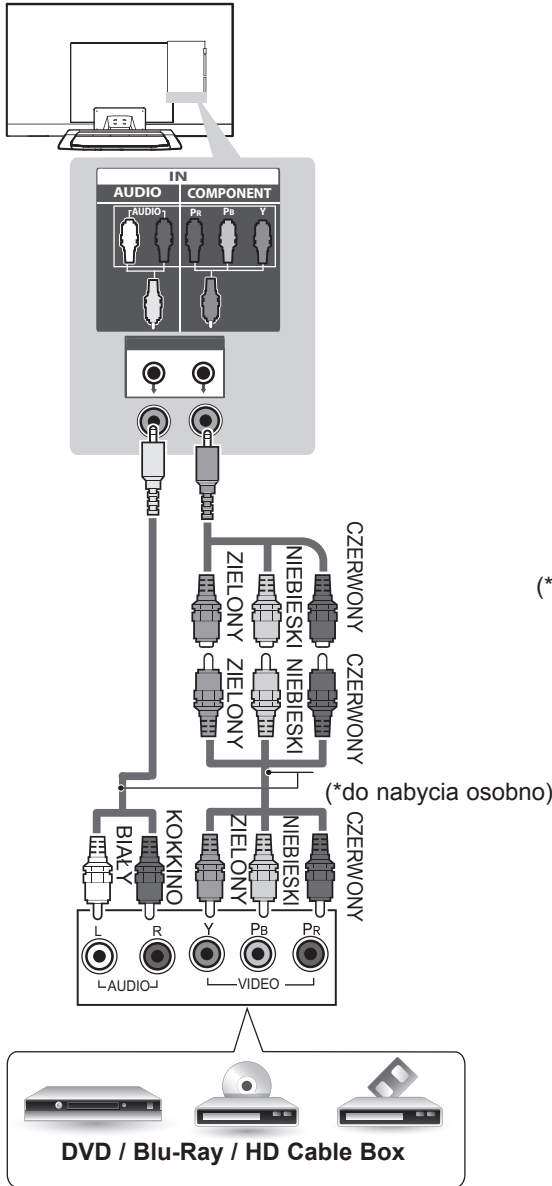 IN
AUDIO COMPONENT
AUDIO PR PB Y
ZIELONY NIEBIESKI CZERWONY
(*
ZIELONY NIEBIESKI CZERWONY
(*do nabycia osobno)
BIAŁY KOKKINO ZIELONY NIEBIESKI CZERWONY
L R Y PB PR
AUDIO VIDEO
DVD / Blu-Ray / HD Cable Box